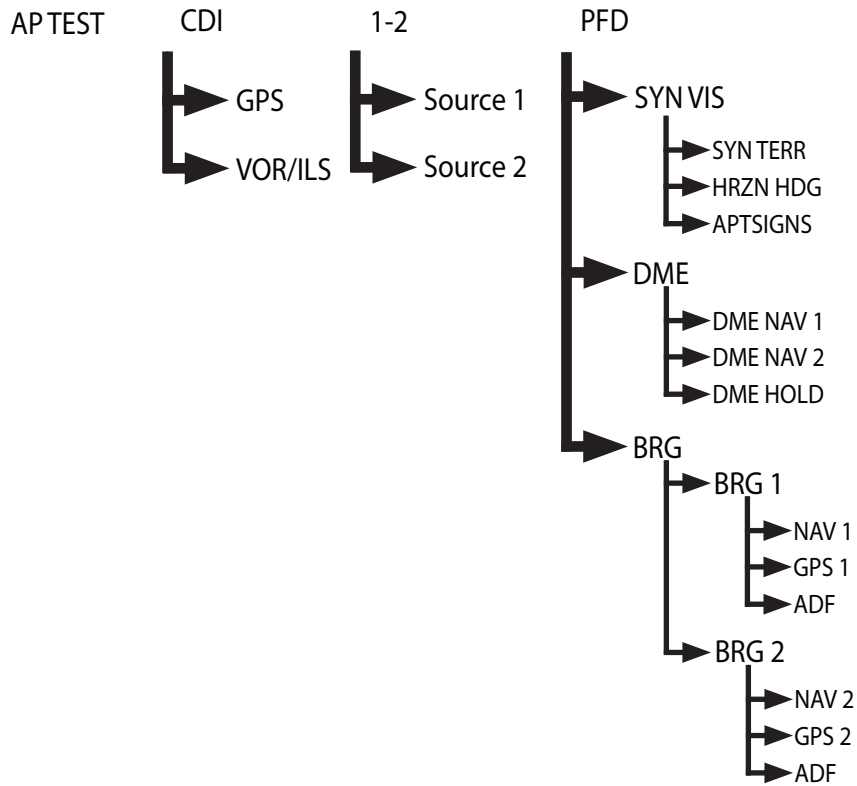 AP TEST
CDI
1-2
PFD
GPS
VOR/ILS
Source 1
Source 2
SYN VIS
SYN TERR
HRZN HDG
APTSIGNS
DME
DME NAV 1
DME NAV 2
DME HOLD
BRG
BRG 1
NAV 1
GPS 1
ADF
BRG 2
NAV 2
GPS 2
ADF